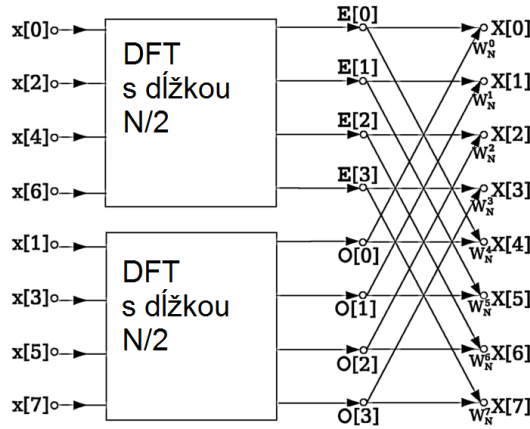 x[0]
x[2]
x[4]
x[6]
DFT
s dĺžkou
N/2
x[1]
x[3]
x[5]
x[7]
DFT
s dĺžkou
N/2
E[0]
E[1]
E[2]
E[3]
O[0]
O[1]
O[2]
O[3]
W_N^0 X[0]
W_N^1 X[1]
W_N^2 X[2]
W_N^3 X[3]
W_N^4 X[4]
W_N^5 X[5]
W_N^6 X[6]
W_N^7 X[7]